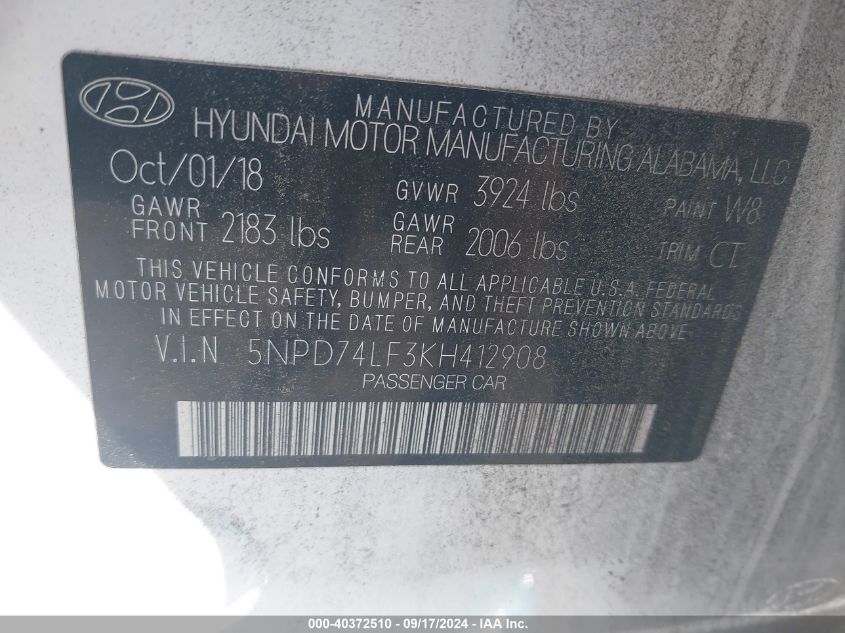 MANUFACTURED BY
HYUNDAI MOTOR MANUFACTURING ALABAMA, LLC
Oct/01/18 GVWR 3924 lbs PAINT W8
GAWR FRONT 2183 lbs GAWR REAR 2006 lbs TRIM CT
THIS VEHICLE CONFORMS TO ALL APPLICABLE U.S.A. FEDERAL
MOTOR VEHICLE SAFETY, BUMPER, AND THEFT PREVENTION STANDARDS
IN EFFECT ON THE DATE OF MANUFACTURE SHOWN ABOVE
V.I.N 5NPD74LF3KH412908
PASSENGER CAR
000-40372510 - 09/17/2024 - IAA Inc.